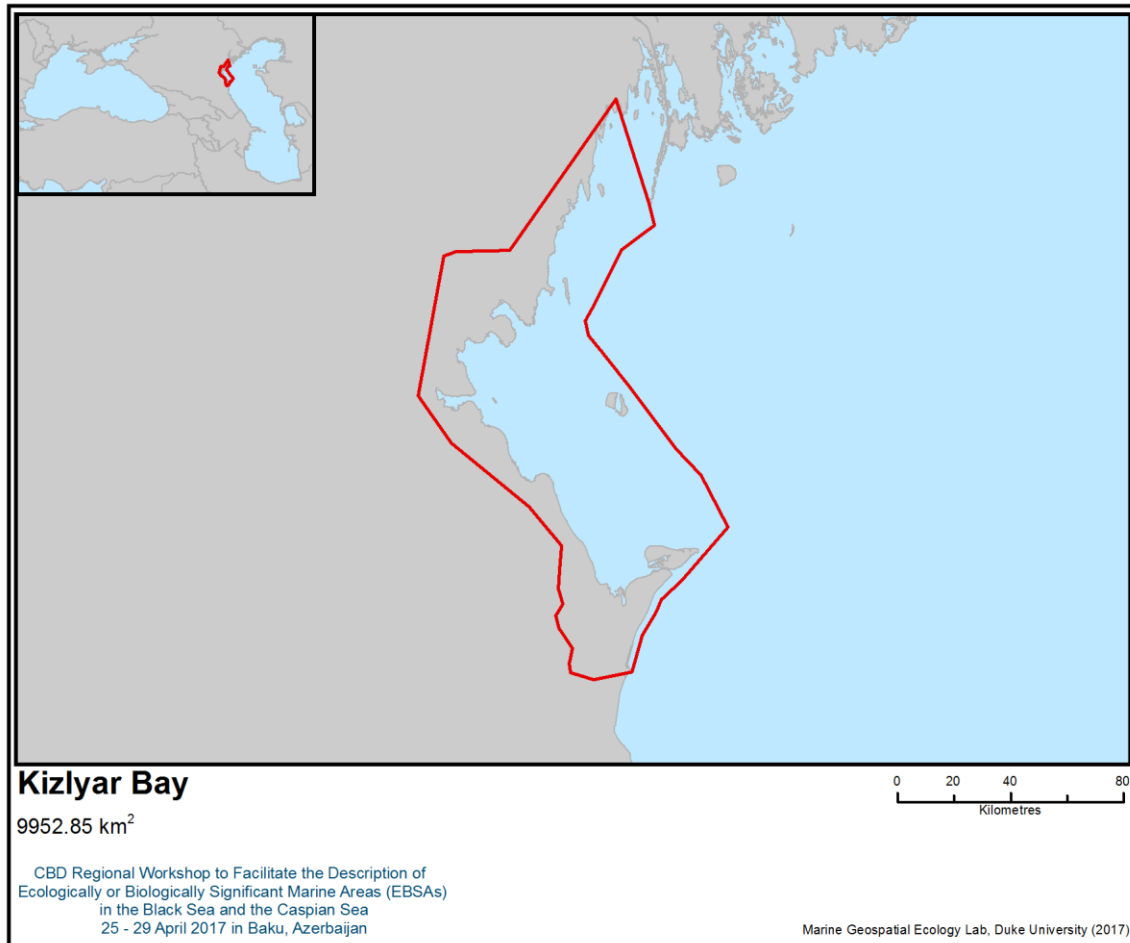 Kizlyar Bay
9952.85 km²
0 20 40 80
Kilometres
CBD Regional Workshop to Facilitate the Description of
Ecologically or Biologically Significant Marine Areas (EBSAs)
in the Black Sea and the Caspian Sea
25 - 29 April 2017 in Baku, Azerbaijan
Marine Geospatial Ecology Lab, Duke University (2017)